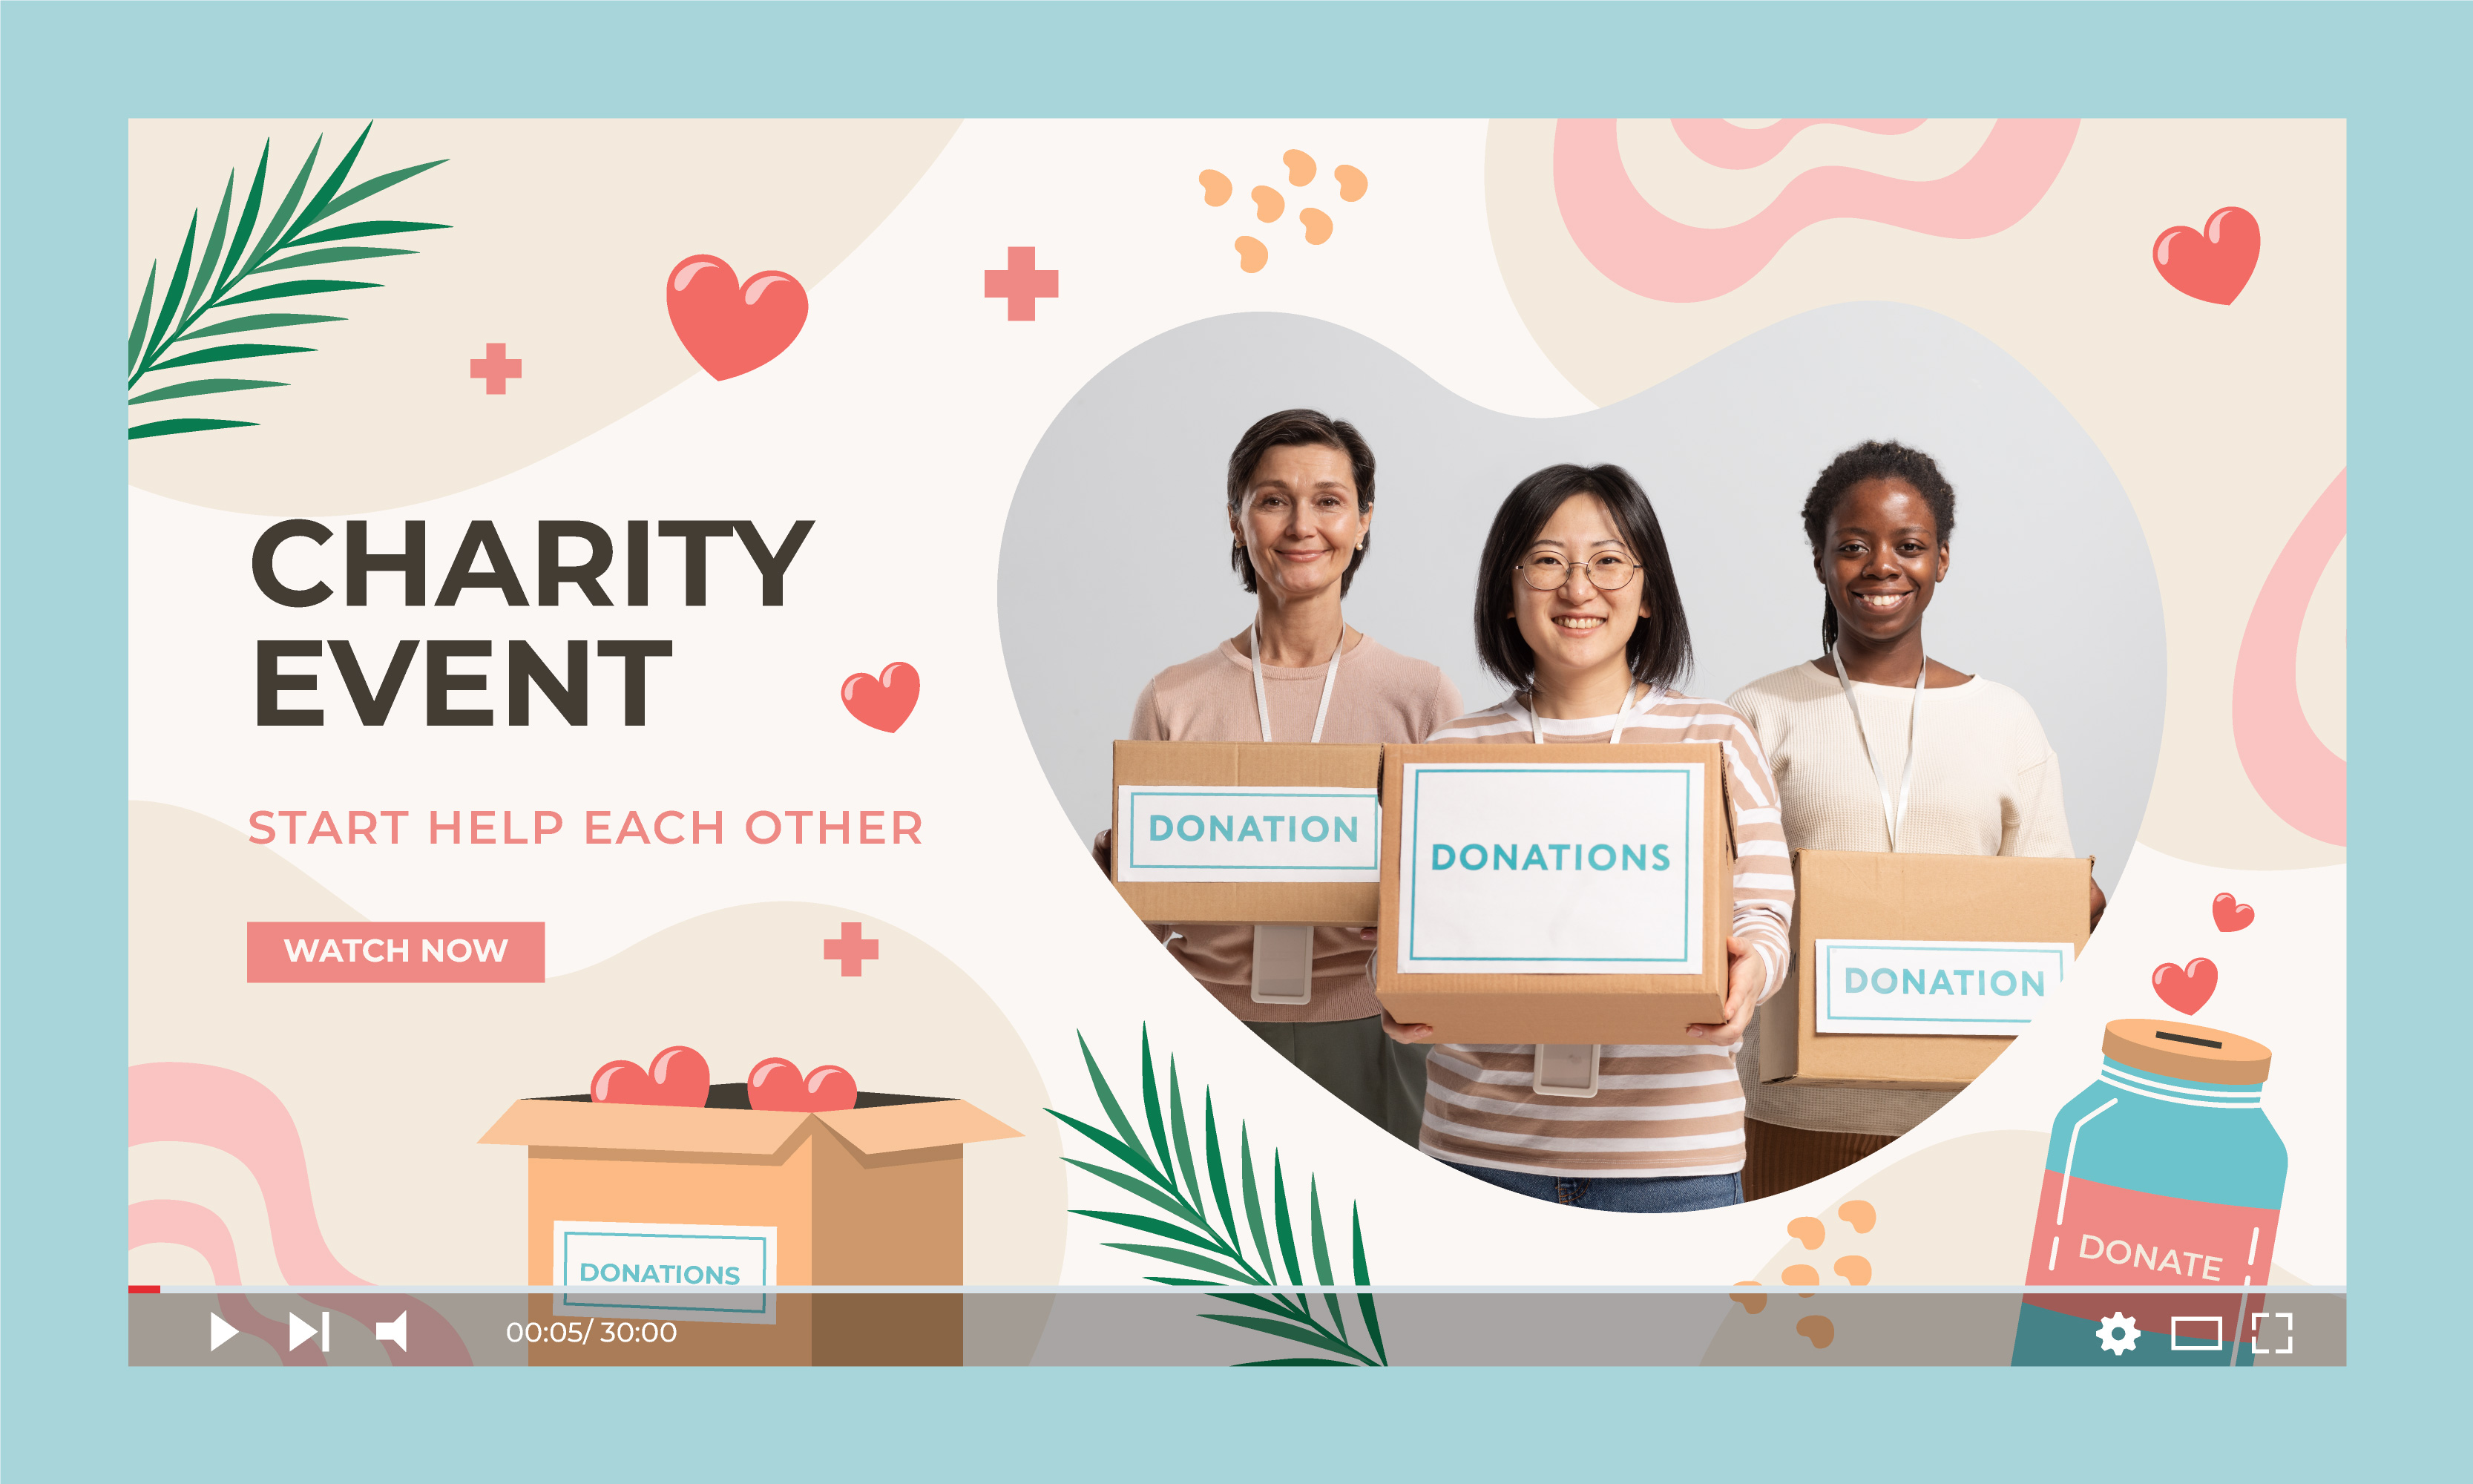 CHARITY
EVENT
START HELP EACH OTHER
WATCH NOW
DONATION
DONATIONS
DONATION
DONATIONS
DONATE
00:05/ 30:00